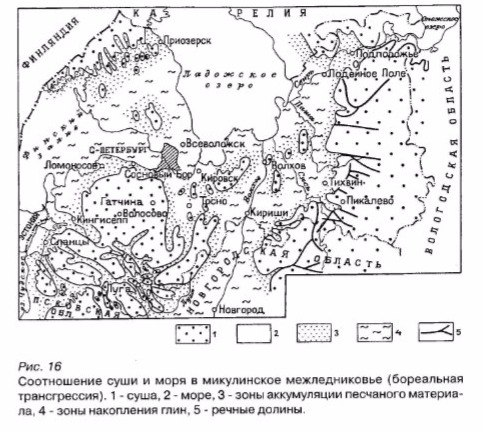 КАРЕЛИЯ
Онежское
озеро
ФИНЛЯНДИЯ
Приозерск
Подпорожье
Ладожское
озеро
Лодейное Поле
С-ПЕТЕРБУРГ
Всеволожск
Ломоносов
Сосновый Бор
Кировск
Волхов
Тихвин
Гатчина
Тосно
Пикалево
Волосово
Кириши
Кингисепп
Сланцы
ВОЛОГОДСКАЯ ОБЛАСТЬ
НОВГОРОДСКАЯ ОБЛАСТЬ
Луга
ПСКОВСКАЯ
ОБЛ.
Новгород
1 2 3 4 5
Рис. 16
Соотношение суши и моря в микулинское межледниковье (бореальная
трансгрессия). 1 - суша, 2 - море, 3 - зоны аккумуляции песчаного материа-
ла, 4 - зоны накопления глин, 5 - речные долины.